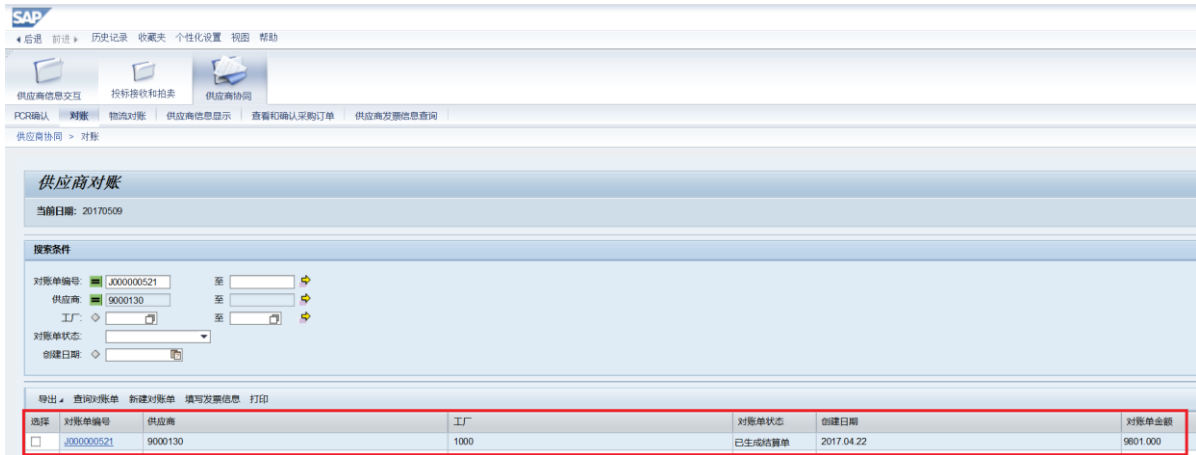 SAP
后退 前进 历史记录 收藏夹 个性化设置 视图 帮助
供应商信息交互 投标接收和拍卖 供应商协同
PCR确认 对账 物流对账 供应商信息显示 查看和确认采购订单 供应商发票信息查询
供应商协同 > 对账
供应商对账
当前日期: 20170509
搜索条件
对账单编号: J000000521 至
供应商: 9000130 至
工厂: 至
对账单状态:
创建日期:
导出 查询对账单 新建对账单 填写发票信息 打印
选择 对账单编号 供应商 工厂 对账单状态 创建日期 对账单金额
J000000521 9000130 1000 已生成结算单 2017.04.22 9801.000